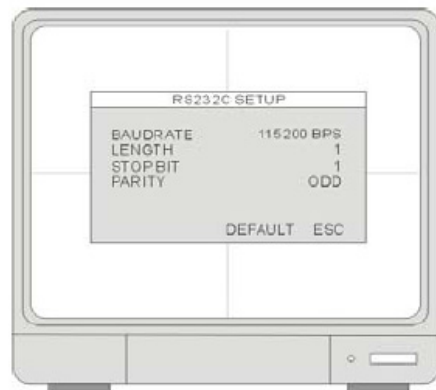 RS232C SETUP
BAUDRATE 115200 BPS
LENGTH 1
STOPBIT 1
PARITY ODD
DEFAULT ESC